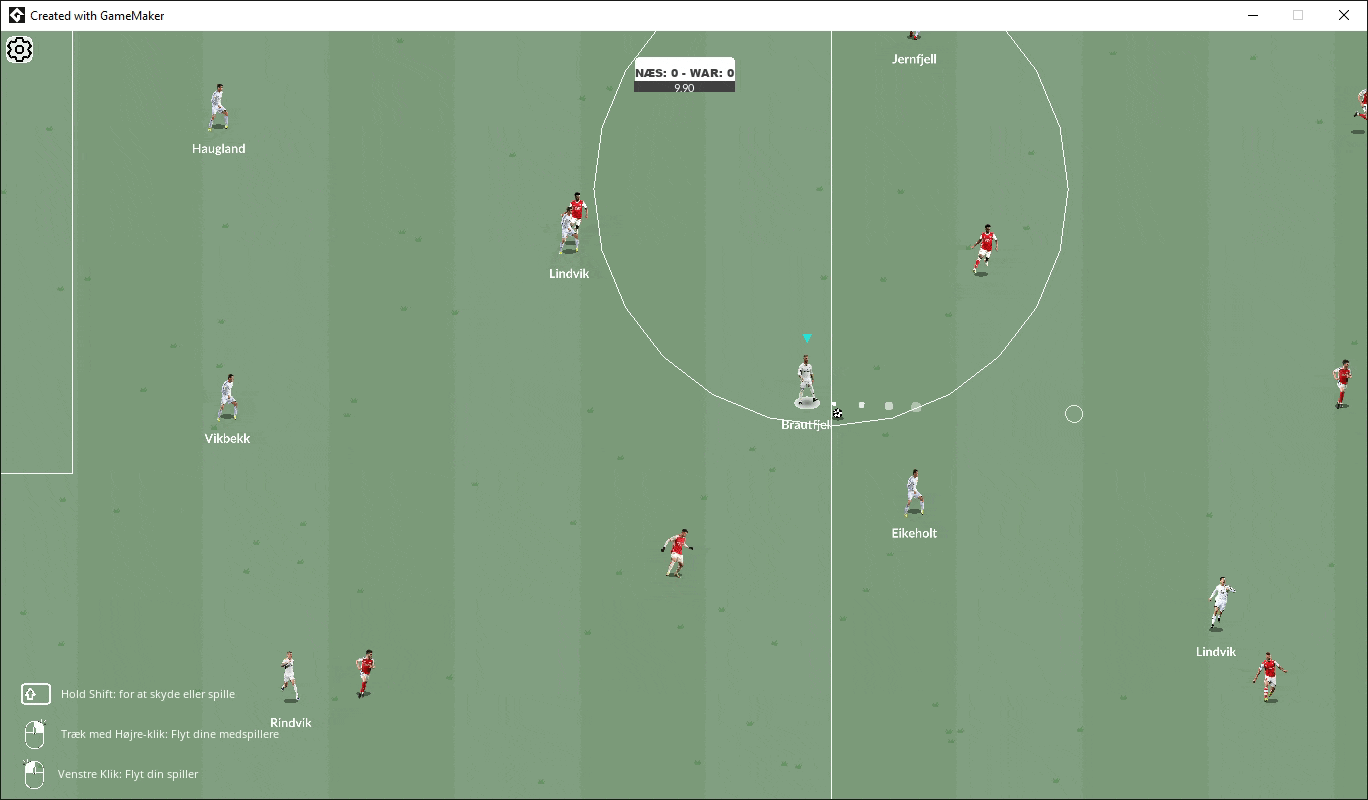 Created with GameMaker
Jernfjell
NÆS: 0 - WAR: 0
9.90
Haugland
Lindvik
Vikbekk
Brautfjel
Eikeholt
Lindvik
Rindvik
Hold Shift: for at skyde eller spille
Træk med Højre-klik: Flyt dine medspillere
Venstre Klik: Flyt din spiller